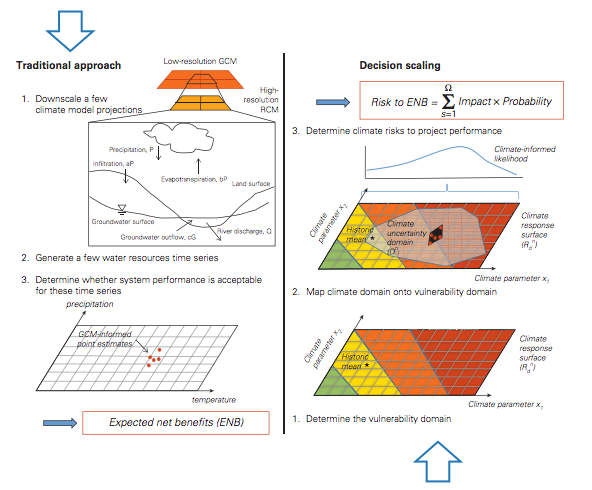 Traditional approach
Low-resolution GCM
High-
resolution
RCM
1. Downscale a few
climate model projections
Precipitation, P
Infiltration, aP
Evapotranspiration, bP
Land surface
Groundwater surface
Groundwater outflow, cG
River discharge, Q
2. Generate a few water resources time series
3. Determine whether system performance is acceptable
for these time series
precipitation
GCM-informed
point estimates
temperature
Expected net benefits (ENB)
Decision scaling
Risk to ENB = Σ Impact x Probability
Ω
s=1
3. Determine climate risks to project performance
Climate-informed
likelihood
Climate
parameter x₂
Historic
mean ★
Climate
uncertainty
domain
Climate
response
surface
(Rdⁿ)
Climate parameter x₁
2. Map climate domain onto vulnerability domain
Climate
parameter x₂
Historic
mean ★
Climate
response
surface
(Rdⁿ)
Climate parameter x₁
1. Determine the vulnerability domain